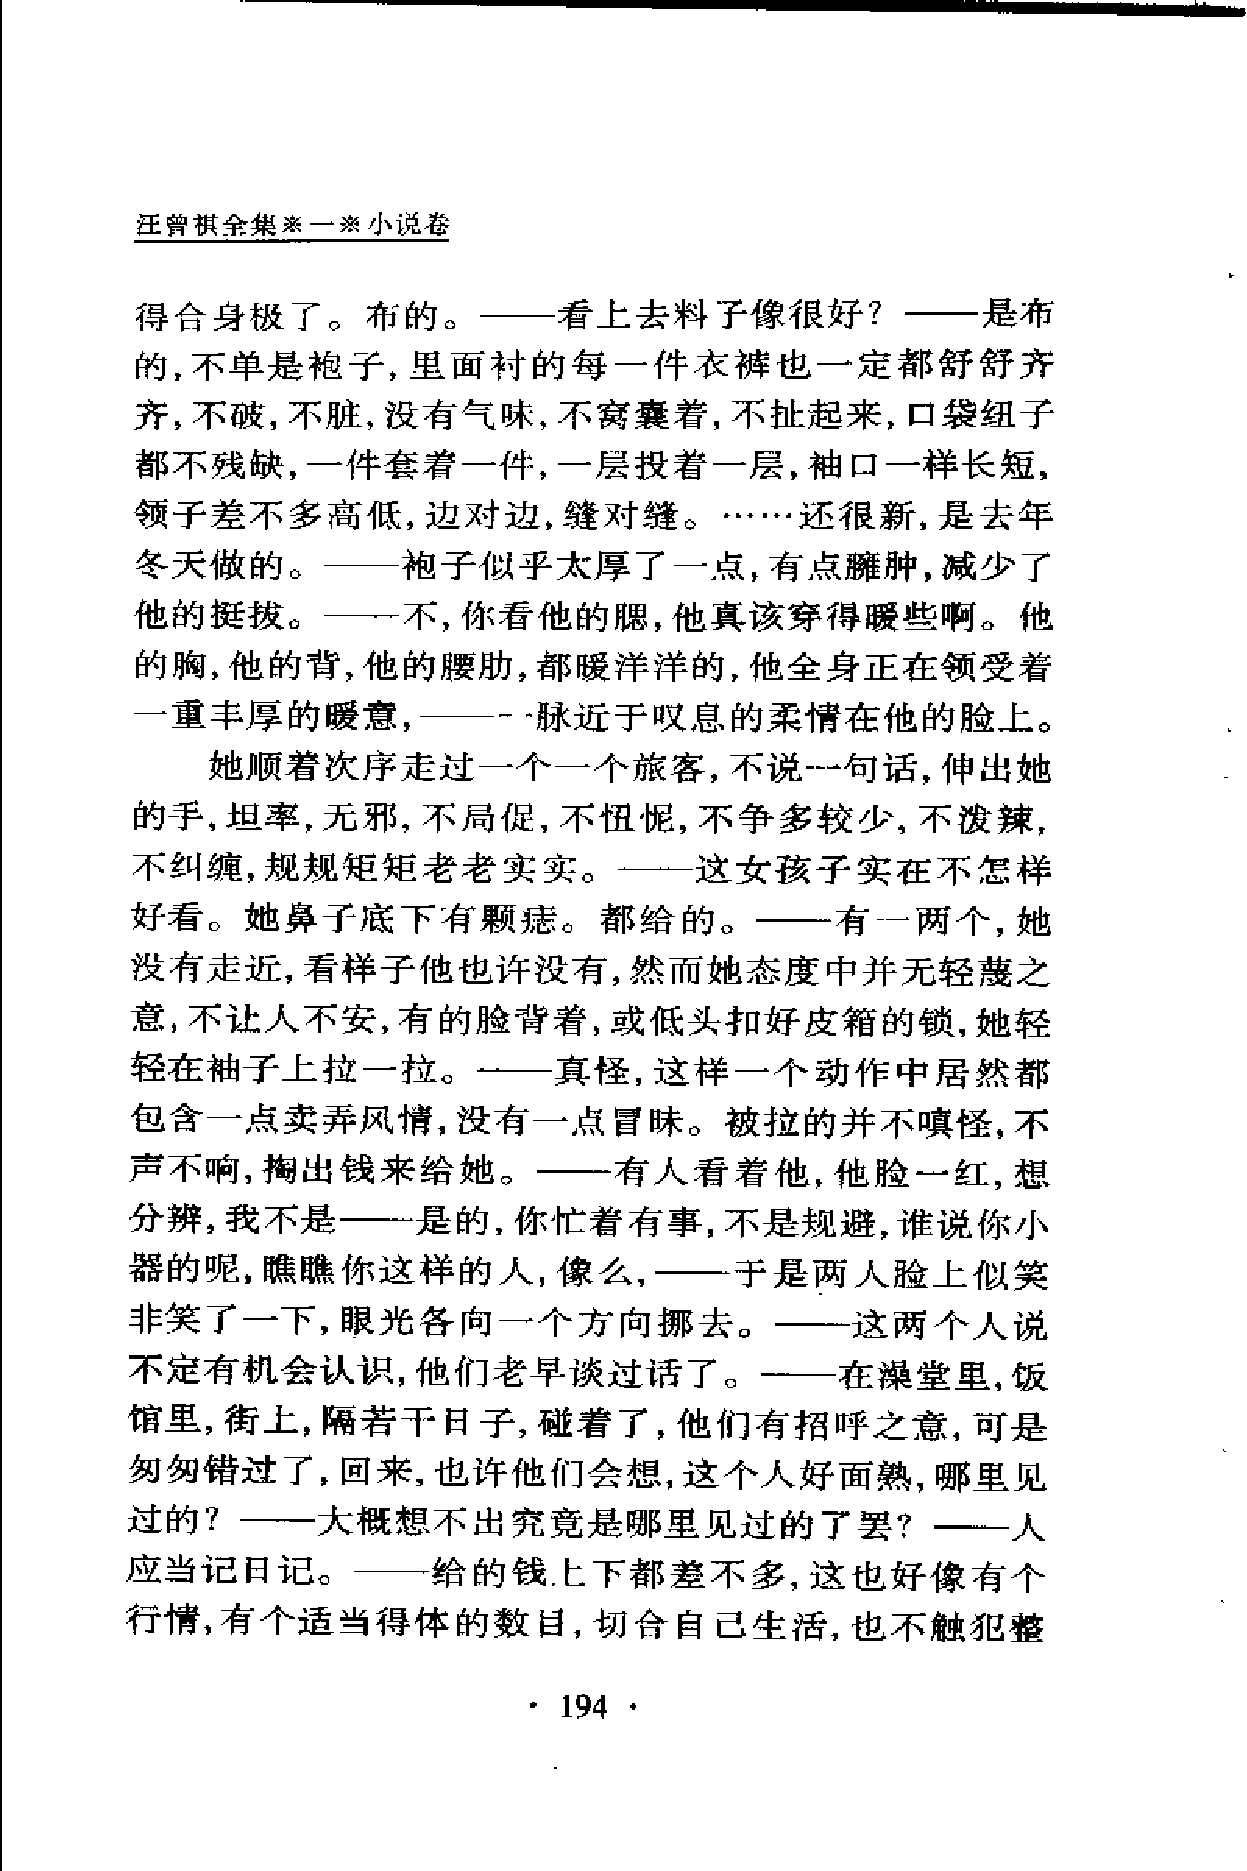 汪曾祺全集※一※小说卷
得合身极了。布的。——看上去料子像很好？——是布
的，不单是袍子，里面衬的每一件衣裤也一定都舒舒齐
齐，不破，不脏，没有气味，不窝囊着，不扯起来，口袋纽子
都不残缺，一件套着一件，一层投着一层，袖口一样长短，
领子差不多高低，边对边，缝对缝。……还很新，是去年
冬天做的。——袍子似乎太厚了一点，有点臃肿，减少了
他的挺拔。——不，你看他的腮，他真该穿得暖些啊。他
的胸，他的背，他的腰肋，都暖洋洋的，他全身正在领受着
一重丰厚的暖意，——一脉近于叹息的柔情在他的脸上。
她顺着次序走过一个一个旅客，不说一句话，伸出她
的手，坦率，无邪，不局促，不忸怩，不争多较少，不泼辣，
不纠缠，规规矩矩老老实实。——这女孩子实在不怎样
好看。她鼻子底下有颗痣。都给的。——有一两个，她
没有走近，看样子他也许没有，然而她态度中并无轻蔑之
意，不让人不安，有的脸背着，或低头扣好皮箱的锁，她轻
轻在袖子上拉一拉。——真怪，这样一个动作中居然都
包含一点卖弄风情，没有一点冒昧。被拉的并不嗔怪，不
声不响，掏出钱来给她。——有人看着他，他脸一红，想
分辨，我不是——是的，你忙着有事，不是规避，谁说你小
器的呢，瞧瞧你这样的人，像么，——于是两人脸上似笑
非笑了一下，眼光各向一个方向挪去。——这两个人说
不定有机会认识，他们老早谈过话了。——在澡堂里，饭
馆里，街上，隔若干日子，碰着了，他们有招呼之意，可是
匆匆错过了，回来，也许他们会想，这个人好面熟，哪里见
过的？——大概想不出究竟是哪里见过的了罢？——人
应当记日记。——给的钱上下都差不多，这也好像有个
行情，有个适当得体的数目，切合自己生活，也不触犯整
· 194 ·